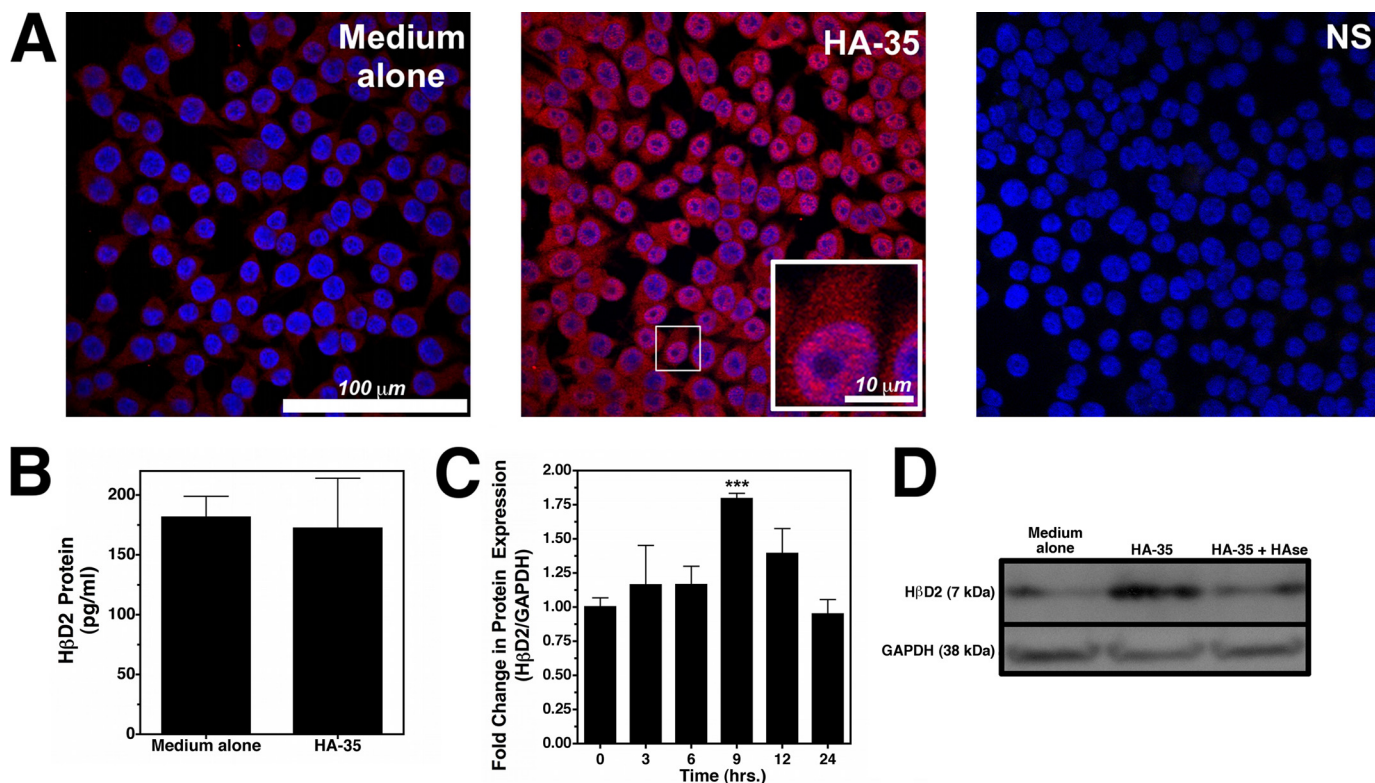 A
Medium
alone
HA-35
NS
100 μm
10 μm
B
HβD2 Protein
(pg/ml)
200
150
100
50
0
Medium alone
HA-35
C
Fold Change in Protein Expression
(HβD2/GAPDH)
2.00
1.75
1.50
1.25
1.00
0.75
0.50
0.25
0.00
***
0 3 6 9 12 24
Time (hrs.)
D
Medium
alone
HA-35
HA-35 + HAse
HβD2 (7 kDa)
GAPDH (38 kDa)